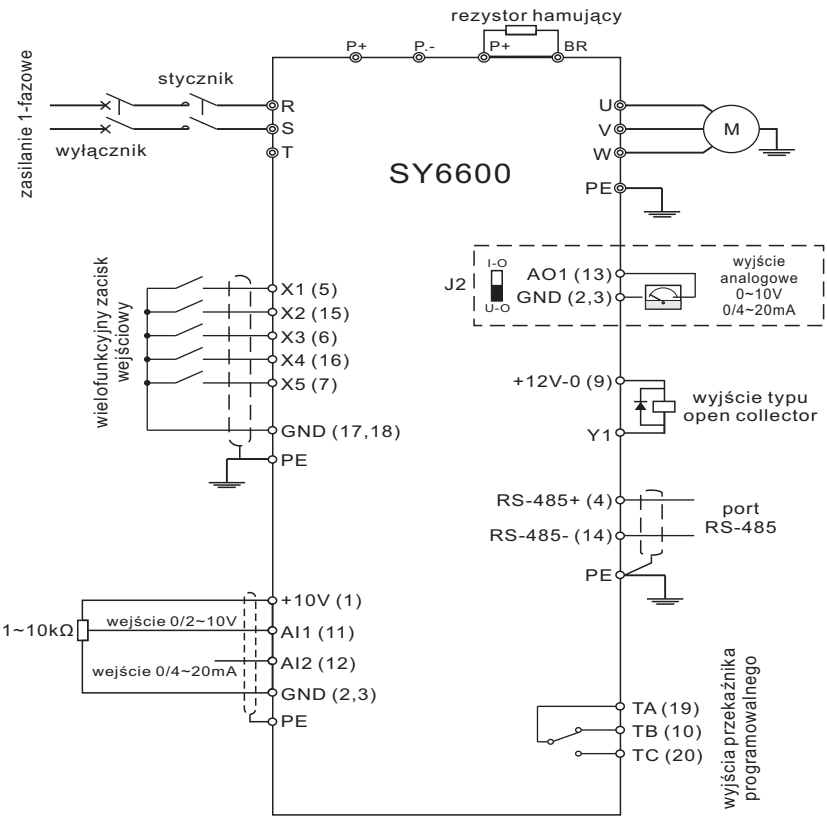 rezystor hamujący
P+
P.-
P+
BR
zasilanie 1-fazowe
stycznik
wyłącznik
R
S
T
SY6600
U
V
W
PE
M
wielofunkcyjny zacisk
wejściowy
X1 (5)
X2 (15)
X3 (6)
X4 (16)
X5 (7)
GND (17,18)
PE
J2
I-O
U-O
AO1 (13)
GND (2,3)
wyjście
analogowe
0~10V
0/4~20mA
+12V-0 (9)
Y1
wyjście typu
open collector
RS-485+ (4)
RS-485- (14)
PE
port
RS-485
1~10kΩ
wejście 0/2~10V
wejście 0/4~20mA
+10V (1)
AI1 (11)
AI2 (12)
GND (2,3)
PE
TA (19)
TB (10)
TC (20)
wyjścia przekaźnika
programowalnego